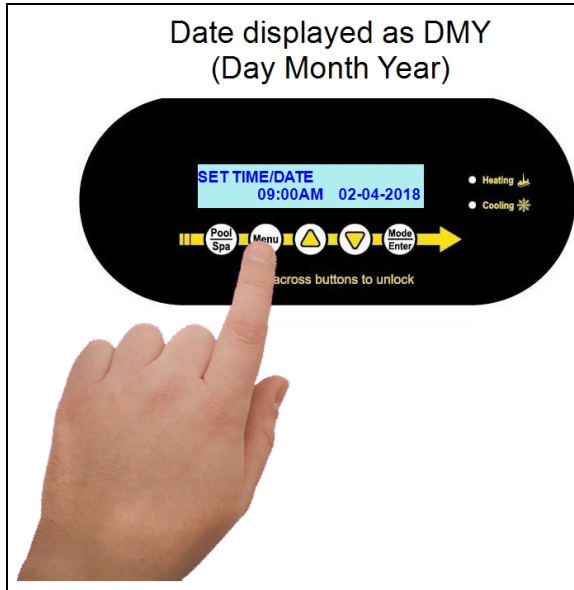 Date displayed as DMY
(Day Month Year)
SET TIME/DATE
09:00AM 02-04-2018
Heating
Cooling
Pool
Spa
Menu
Mode
Enter
across buttons to unlock